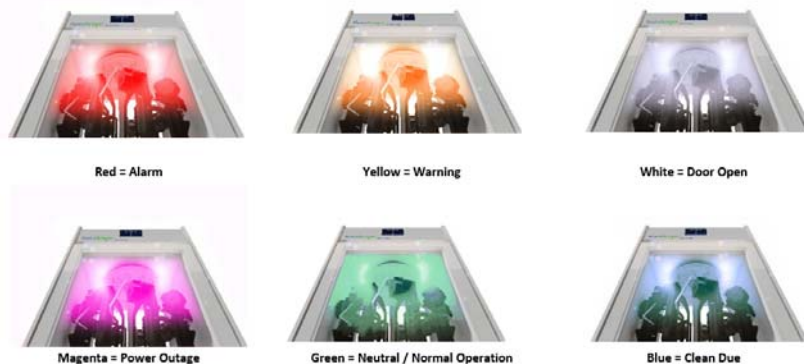 Red = Alarm
Yellow = Warning
White = Door Open
Magenta = Power Outage
Green = Neutral / Normal Operation
Blue = Clean Due